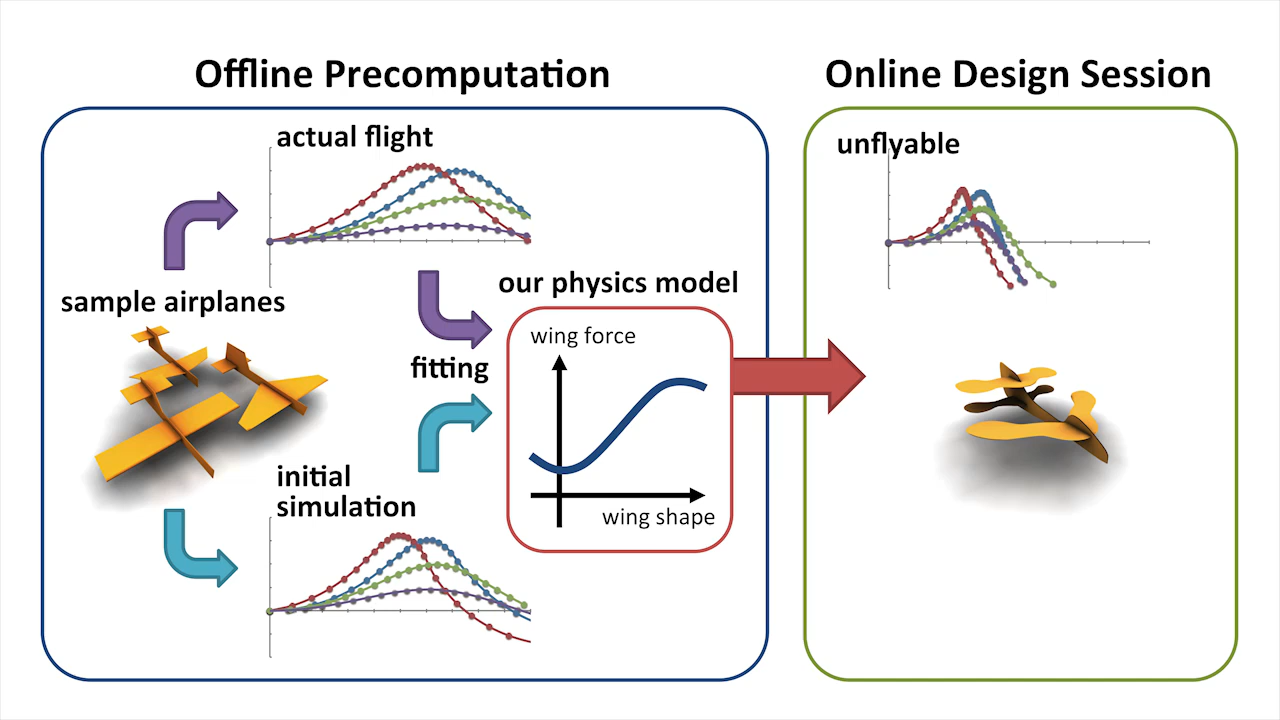 Offline Precomputation
Online Design Session
actual flight
unflyable
sample airplanes
our physics model
wing force
fitting
wing shape
initial
simulation